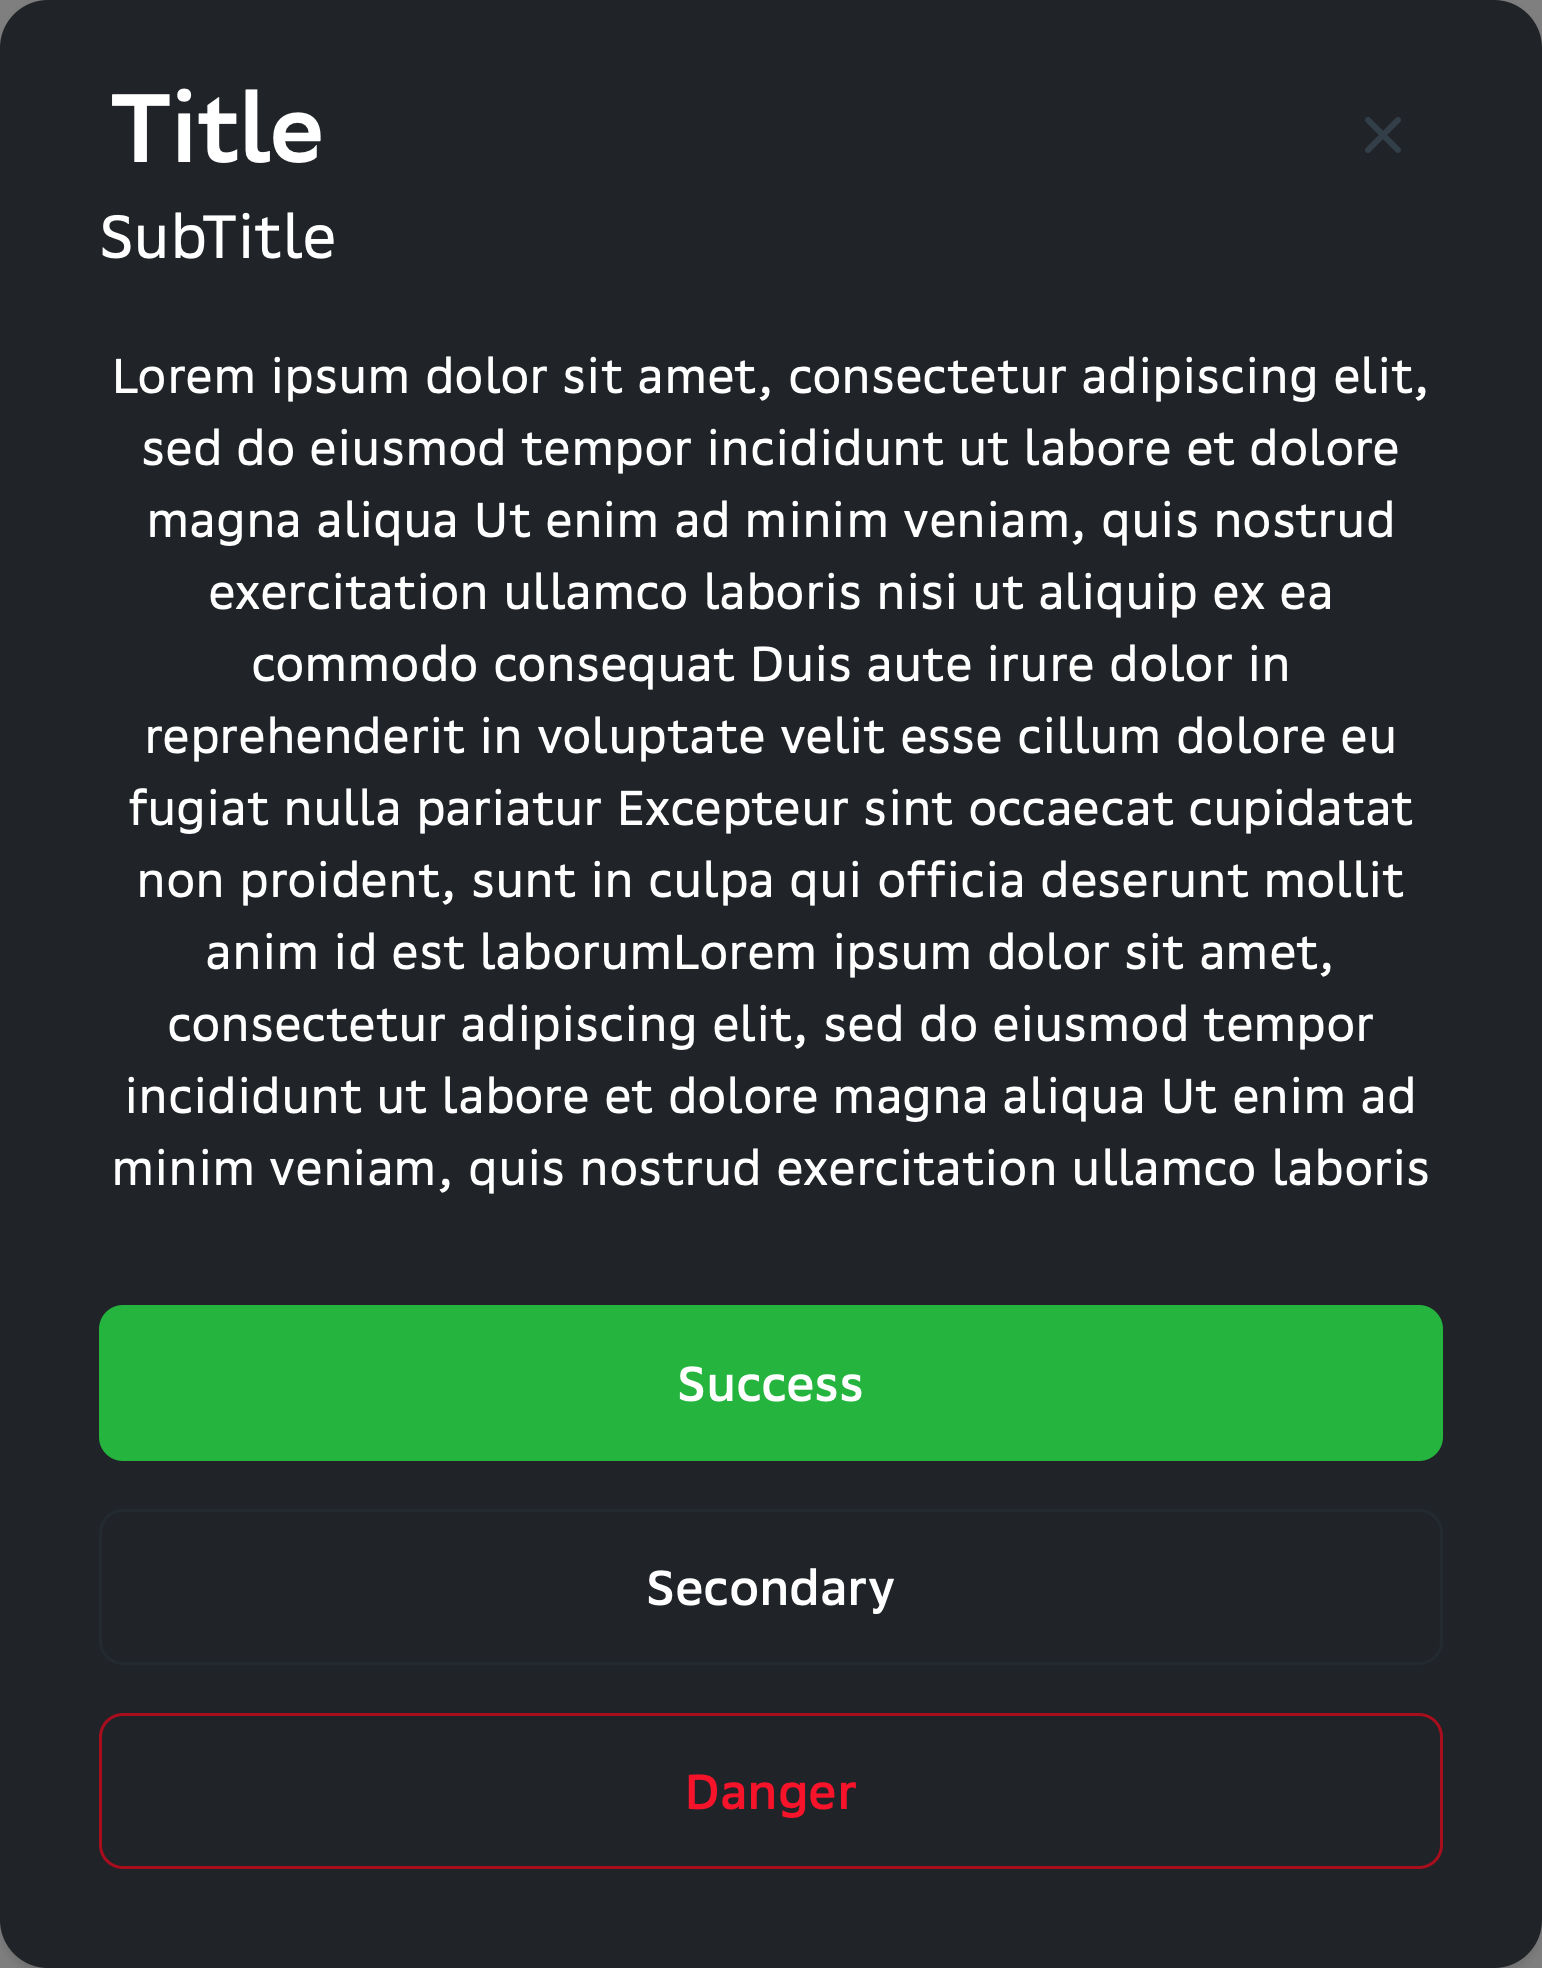 Title
SubTitle
Lorem ipsum dolor sit amet, consectetur adipiscing elit,
sed do eiusmod tempor incididunt ut labore et dolore
magna aliqua Ut enim ad minim veniam, quis nostrud
exercitation ullamco laboris nisi ut aliquip ex ea
commodo consequat Duis aute irure dolor in
reprehenderit in voluptate velit esse cillum dolore eu
fugiat nulla pariatur Excepteur sint occaecat cupidatat
non proident, sunt in culpa qui officia deserunt mollit
anim id est laborumLorem ipsum dolor sit amet,
consectetur adipiscing elit, sed do eiusmod tempor
incididunt ut labore et dolore magna aliqua Ut enim ad
minim veniam, quis nostrud exercitation ullamco laboris
Success
Secondary
Danger